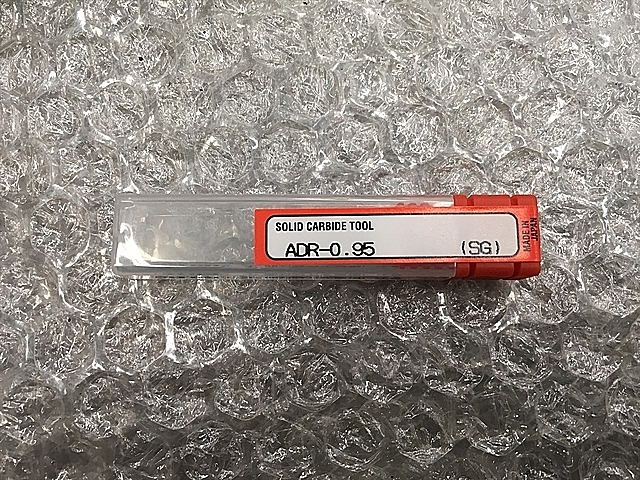 SOLID CARBIDE TOOL
ADR-0.95 (SG)
MADE IN
JAPAN